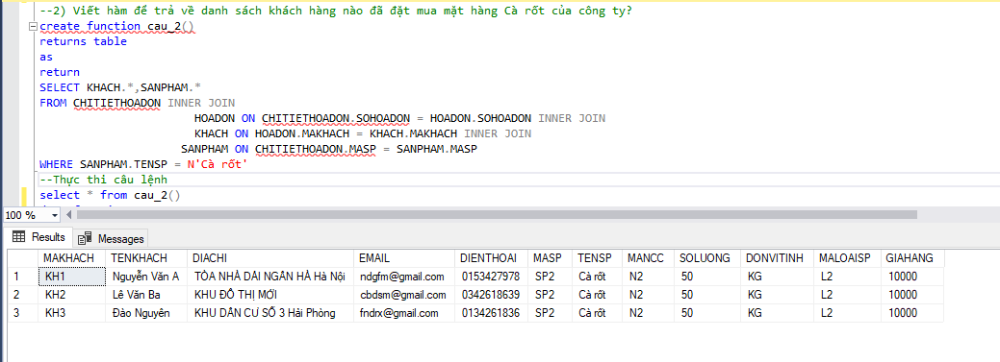 --2) Viết hàm để trả về danh sách khách hàng nào đã đặt mua mặt hàng Cà rốt của công ty?
create function cau_2()
returns table
as
return
SELECT KHACH.*,SANPHAM.*
FROM CHITIETHOADON INNER JOIN
HOADON ON CHITIETHOADON.SOHOADON = HOADON.SOHOADON INNER JOIN
KHACH ON HOADON.MAKHACH = KHACH.MAKHACH INNER JOIN
SANPHAM ON CHITIETHOADON.MASP = SANPHAM.MASP
WHERE SANPHAM.TENSP = N'Cà rốt'
--Thực thi câu lệnh
select * from cau_2()
100 %
Results Messages
MAKHACH TENKHACH DIACHI EMAIL DIENTHOAI MASP TENSP MANCC SOLUONG DONVITINH MALOAISP GIAHANG
1 KH1 Nguyễn Văn A TÒA NHÀ DẢI NGÂN HÀ Hà Nội ndgfm@gmail.com 0153427978 SP2 Cà rốt N2 50 KG L2 10000
2 KH2 Lê Văn Ba KHU ĐÔ THỊ MỚI cbdsm@gmail.com 0342618639 SP2 Cà rốt N2 50 KG L2 10000
3 KH3 Đào Nguyên KHU DÂN CƯ SỐ 3 Hải Phòng fndrx@gmail.com 0134261836 SP2 Cà rốt N2 50 KG L2 10000